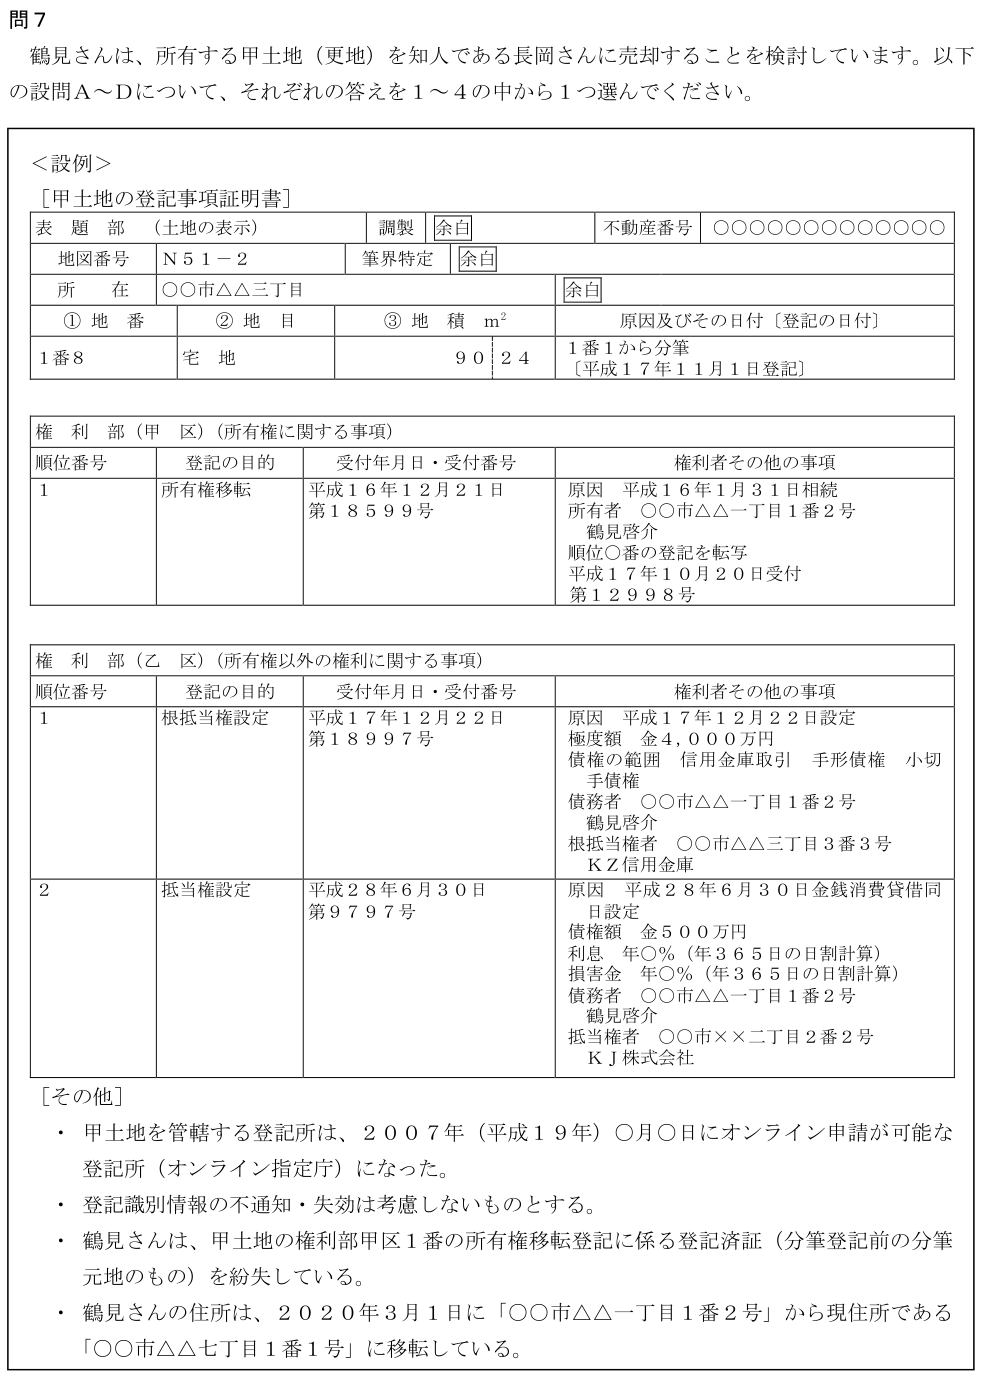 問７
鶴見さんは、所有する甲土地（更地）を知人である長岡さんに売却することを検討しています。以下
の設問Ａ～Ｄについて、それぞれの答えを１～４の中から１つ選んでください。
＜設例＞
［甲土地の登記事項証明書］
表　題　部　（土地の表示）　調製　余白　不動産番号　○○○○○○○○○○○○○
地図番号　Ｎ５１－２　筆界特定　余白
所　　在　○○市△△三丁目　余白
①　地　番　②　地　目　③　地　積　㎡　原因及びその日付〔登記の日付〕
１番８　宅　地　９０　２４　１番１から分筆
〔平成１７年１１月１日登記〕
権　利　部（甲　区）（所有権に関する事項）
順位番号　登記の目的　受付年月日・受付番号　権利者その他の事項
１　所有権移転　平成１６年１２月２１日　原因　平成１６年１月３１日相続
第１８５９９号　所有者　○○市△△一丁目１番２号
鶴見啓介
順位○番の登記を転写
平成１７年１０月２０日受付
第１２９９８号
権　利　部（乙　区）（所有権以外の権利に関する事項）
順位番号　登記の目的　受付年月日・受付番号　権利者その他の事項
１　根抵当権設定　平成１７年１２月２２日　原因　平成１７年１２月２２日設定
第１８９９７号　極度額　金４，０００万円
債権の範囲　信用金庫取引　手形債権　小切
手債権
債務者　○○市△△一丁目１番２号
鶴見啓介
根抵当権者　○○市△△三丁目３番３号
ＫＺ信用金庫
２　抵当権設定　平成２８年６月３０日　原因　平成２８年６月３０日金銭消費貸借同
第９７９７号　日設定
債権額　金５００万円
利息　年○％（年３６５日の日割計算）
損害金　年○％（年３６５日の日割計算）
債務者　○○市△△一丁目１番２号
鶴見啓介
抵当権者　○○市××二丁目２番２号
ＫＪ株式会社
［その他］
・　甲土地を管轄する登記所は、２００７年（平成１９年）○月○日にオンライン申請が可能な
登記所（オンライン指定庁）になった。
・　登記識別情報の不通知・失効は考慮しないものとする。
・　鶴見さんは、甲土地の権利部甲区１番の所有権移転登記に係る登記済証（分筆登記前の分筆
元地のもの）を紛失している。
・　鶴見さんの住所は、２０２０年３月１日に「○○市△△一丁目１番２号」から現住所である
「○○市△△七丁目１番１号」に移転している。